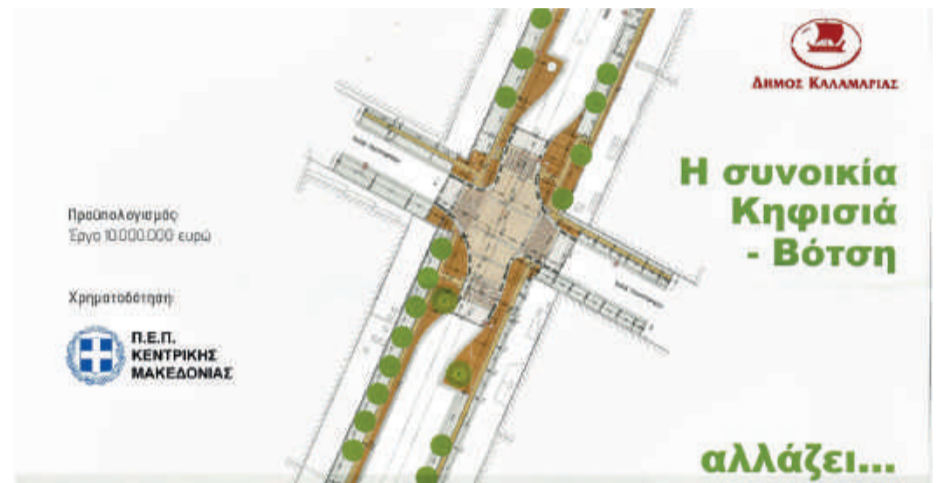 ΔΗΜΟΣ ΚΑΛΑΜΑΡΙΑΣ
Η συνοικία
Κηφισιά
- Βότση
Προϋπολογισμός
Έργο 10.000.000 ευρώ
Χρηματοδότηση:
Π.Ε.Π.
ΚΕΝΤΡΙΚΗΣ
ΜΑΚΕΔΟΝΙΑΣ
αλλάζει...